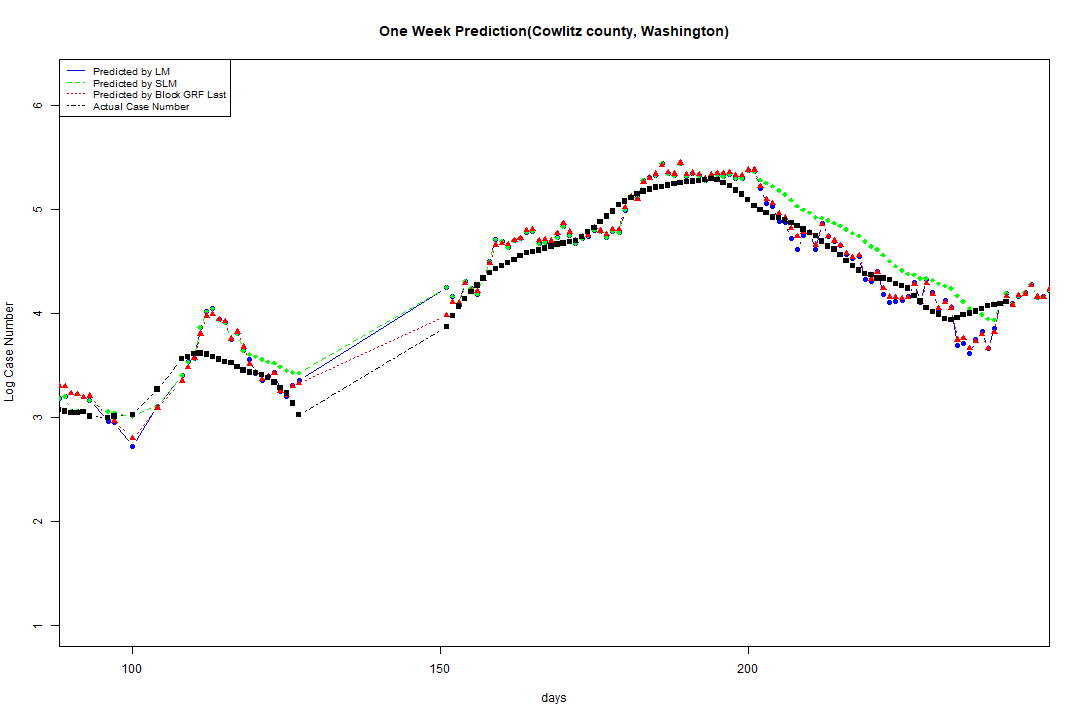 One Week Prediction(Cowlitz county, Washington)
Predicted by LM
Predicted by SLM
Predicted by Block GRF Last
Actual Case Number
6
5
4
3
2
1
Log Case Number
100
150
200
days